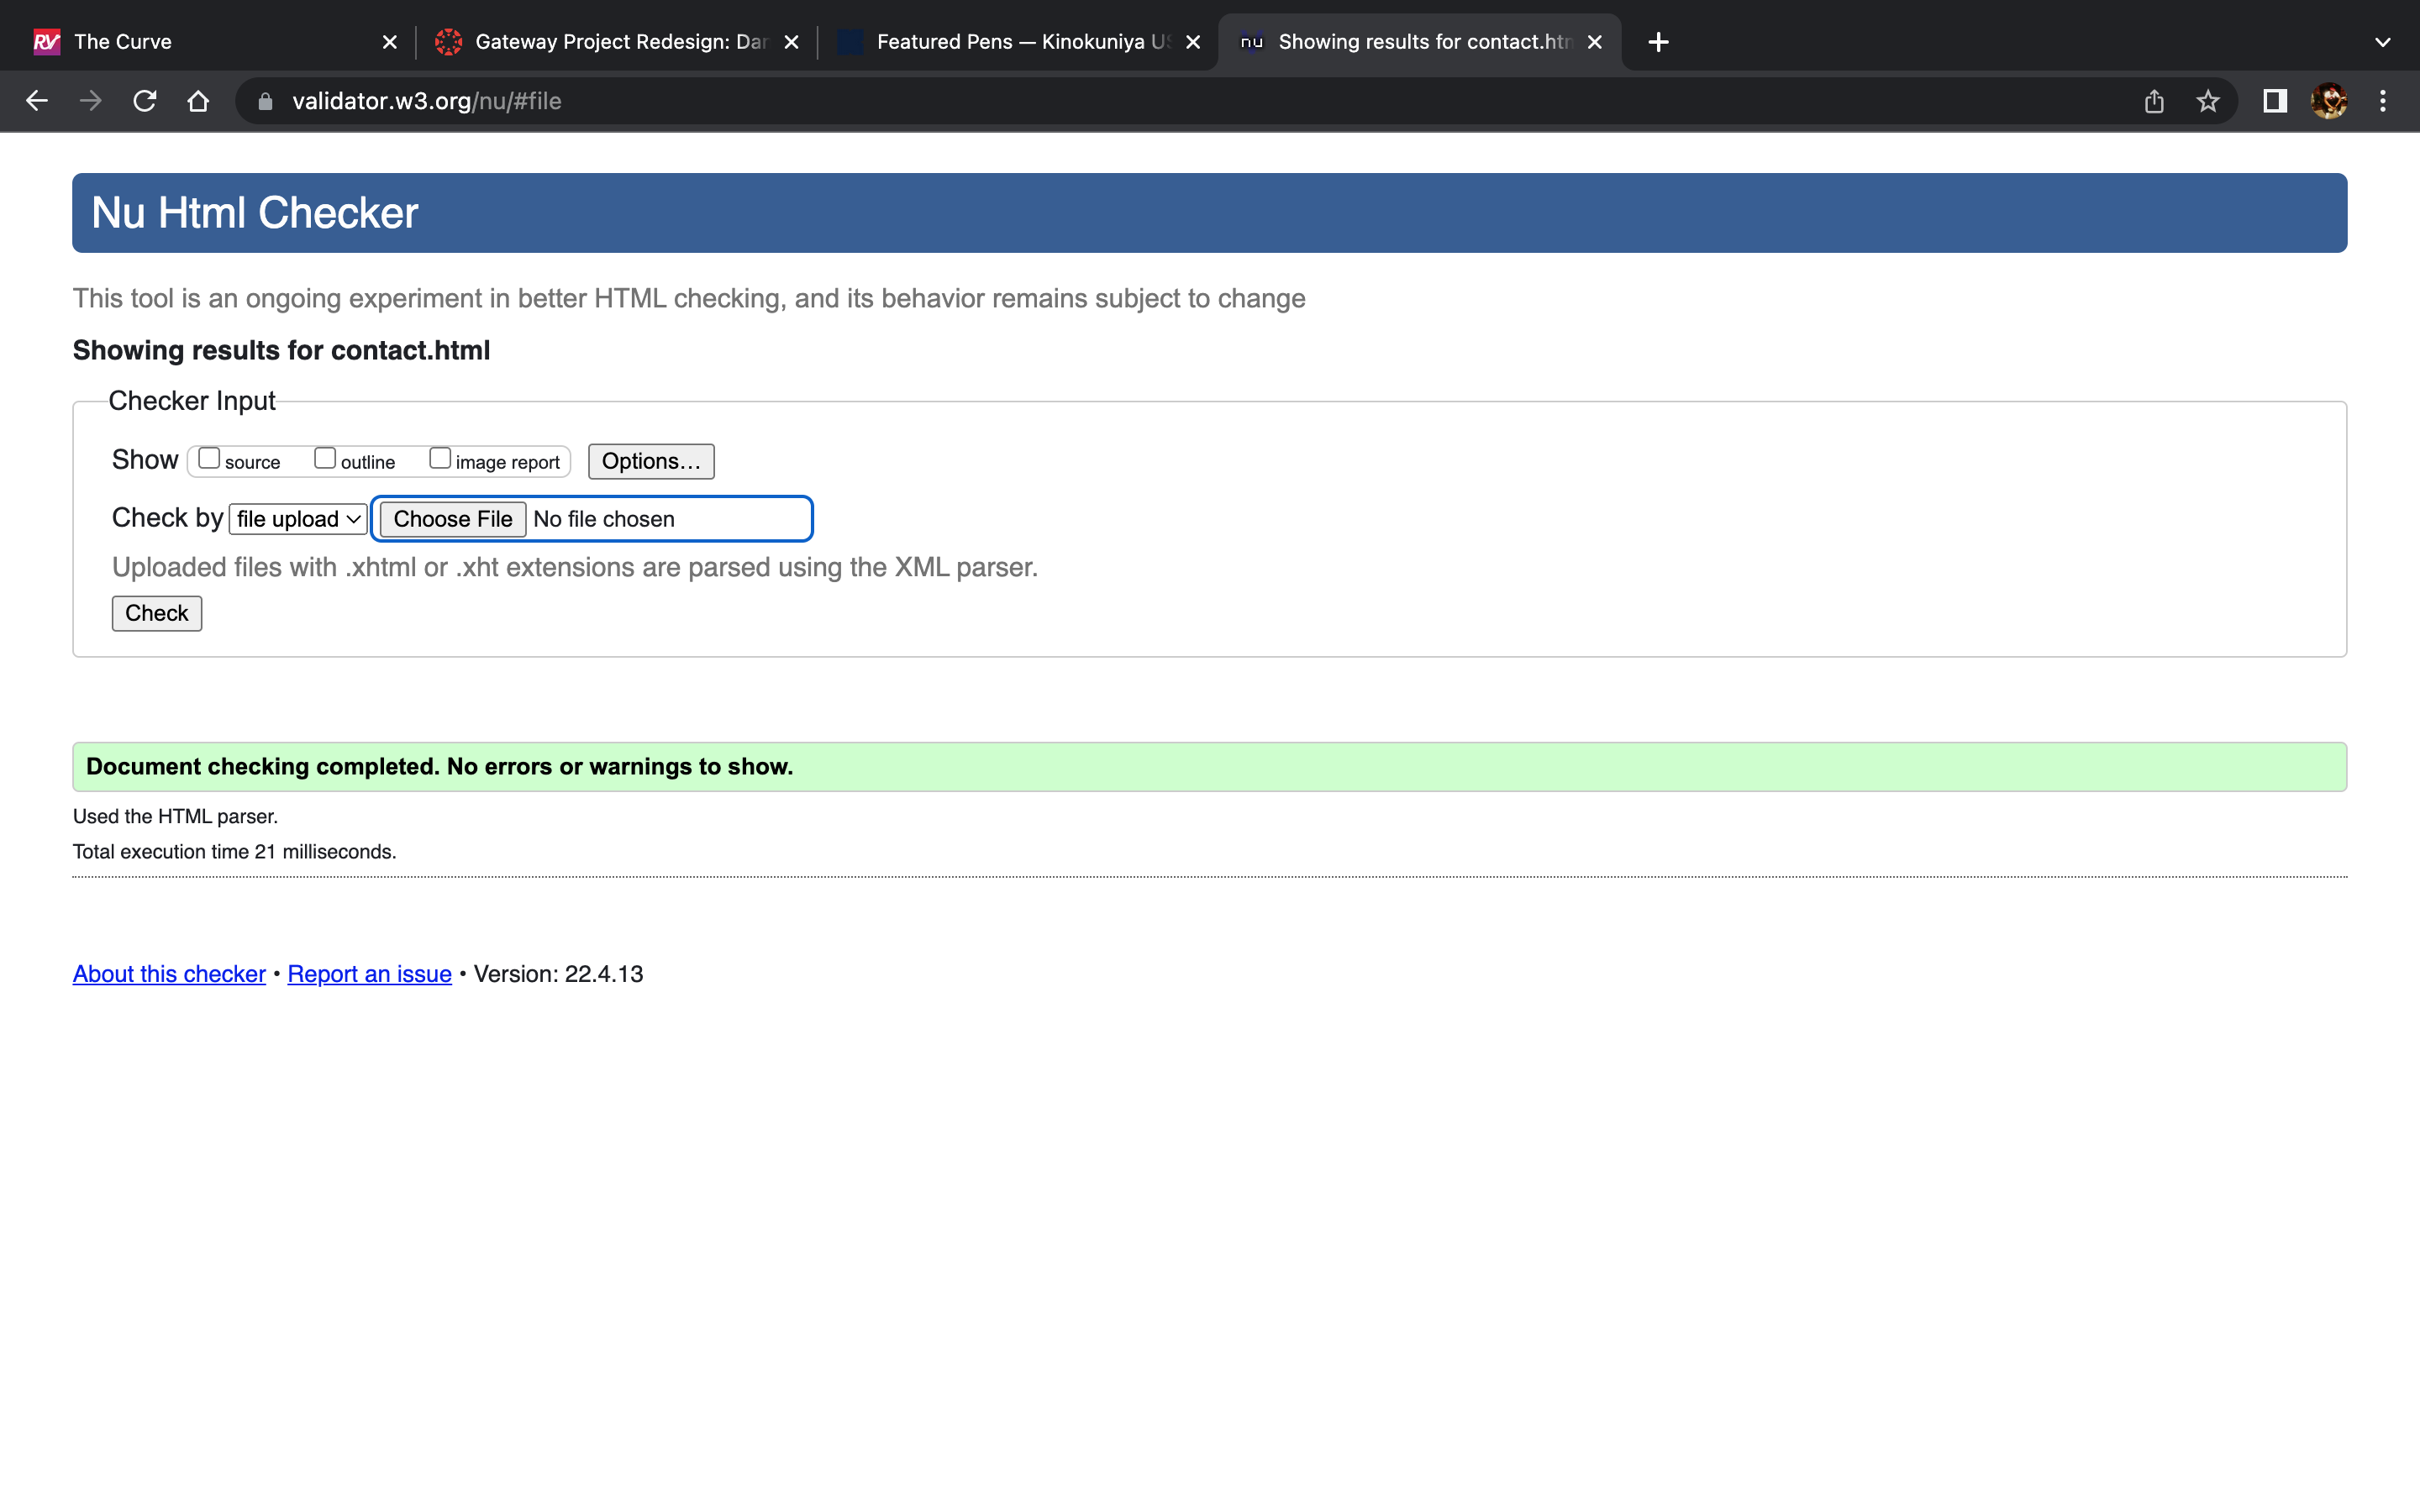 The Curve
Gateway Project Redesign: Dar
Featured Pens — Kinokuniya US
nu Showing results for contact.htm
validator.w3.org/nu/#file
Nu Html Checker
This tool is an ongoing experiment in better HTML checking, and its behavior remains subject to change
Showing results for contact.html
Checker Input
Show source outline image report Options...
Check by file upload Choose File No file chosen
Uploaded files with .xhtml or .xht extensions are parsed using the XML parser.
Check
Document checking completed. No errors or warnings to show.
Used the HTML parser.
Total execution time 21 milliseconds.
About this checker • Report an issue • Version: 22.4.13